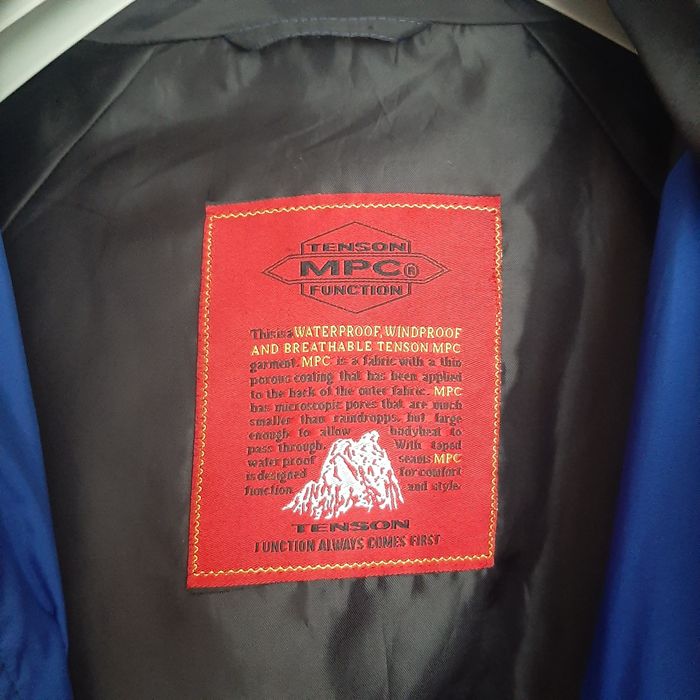 TENSON
MPC®
FUNCTION
This is a WATERPROOF, WINDPROOF
AND BREATHABLE TENSON MPC
garment. MPC is a fabric with a thin
porous coating that has been applied
to the back of the outer fabric. MPC
has microscopic pores that are much
smaller than raindropps, but large
enough to allow bodyheat to
pass through. With taped
water proof seams MPC
is designed for comfort
function and style.
TENSON
FUNCTION ALWAYS COMES FIRST